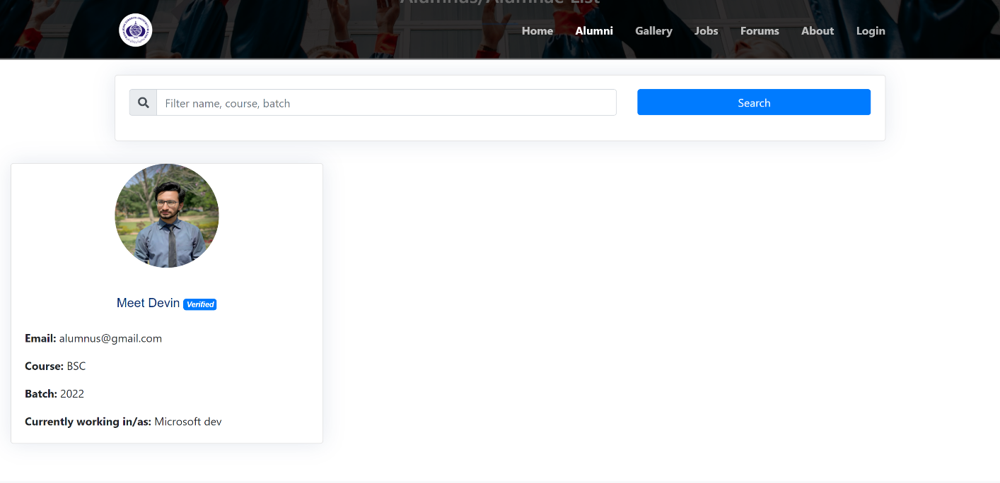 Alumnus/Alumnae List
Home Alumni Gallery Jobs Forums About Login
Filter name, course, batch Search
Meet Devin Verified
Email: alumnus@gmail.com
Course: BSC
Batch: 2022
Currently working in/as: Microsoft dev